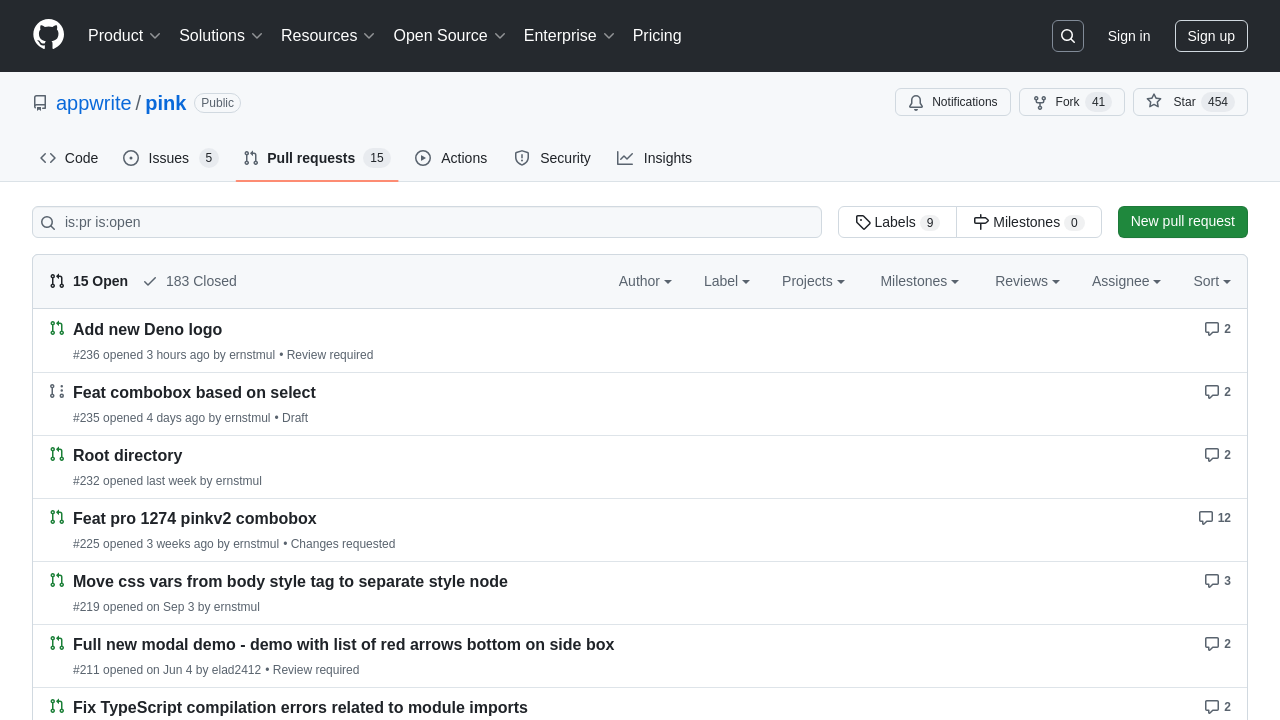 Product Solutions Resources Open Source Enterprise Pricing Sign in Sign up
appwrite / pink Public Notifications Fork 41 Star 454
Code Issues 5 Pull requests 15 Actions Security Insights
is:pr is:open Labels 9 Milestones 0 New pull request
15 Open 183 Closed Author Label Projects Milestones Reviews Assignee Sort
Add new Deno logo 2
#236 opened 3 hours ago by ernstmul • Review required
Feat combobox based on select 2
#235 opened 4 days ago by ernstmul • Draft
Root directory 2
#232 opened last week by ernstmul
Feat pro 1274 pinkv2 combobox 12
#225 opened 3 weeks ago by ernstmul • Changes requested
Move css vars from body style tag to separate style node 3
#219 opened on Sep 3 by ernstmul
Full new modal demo - demo with list of red arrows bottom on side box 2
#211 opened on Jun 4 by elad2412 • Review required
Fix TypeScript compilation errors related to module imports 2